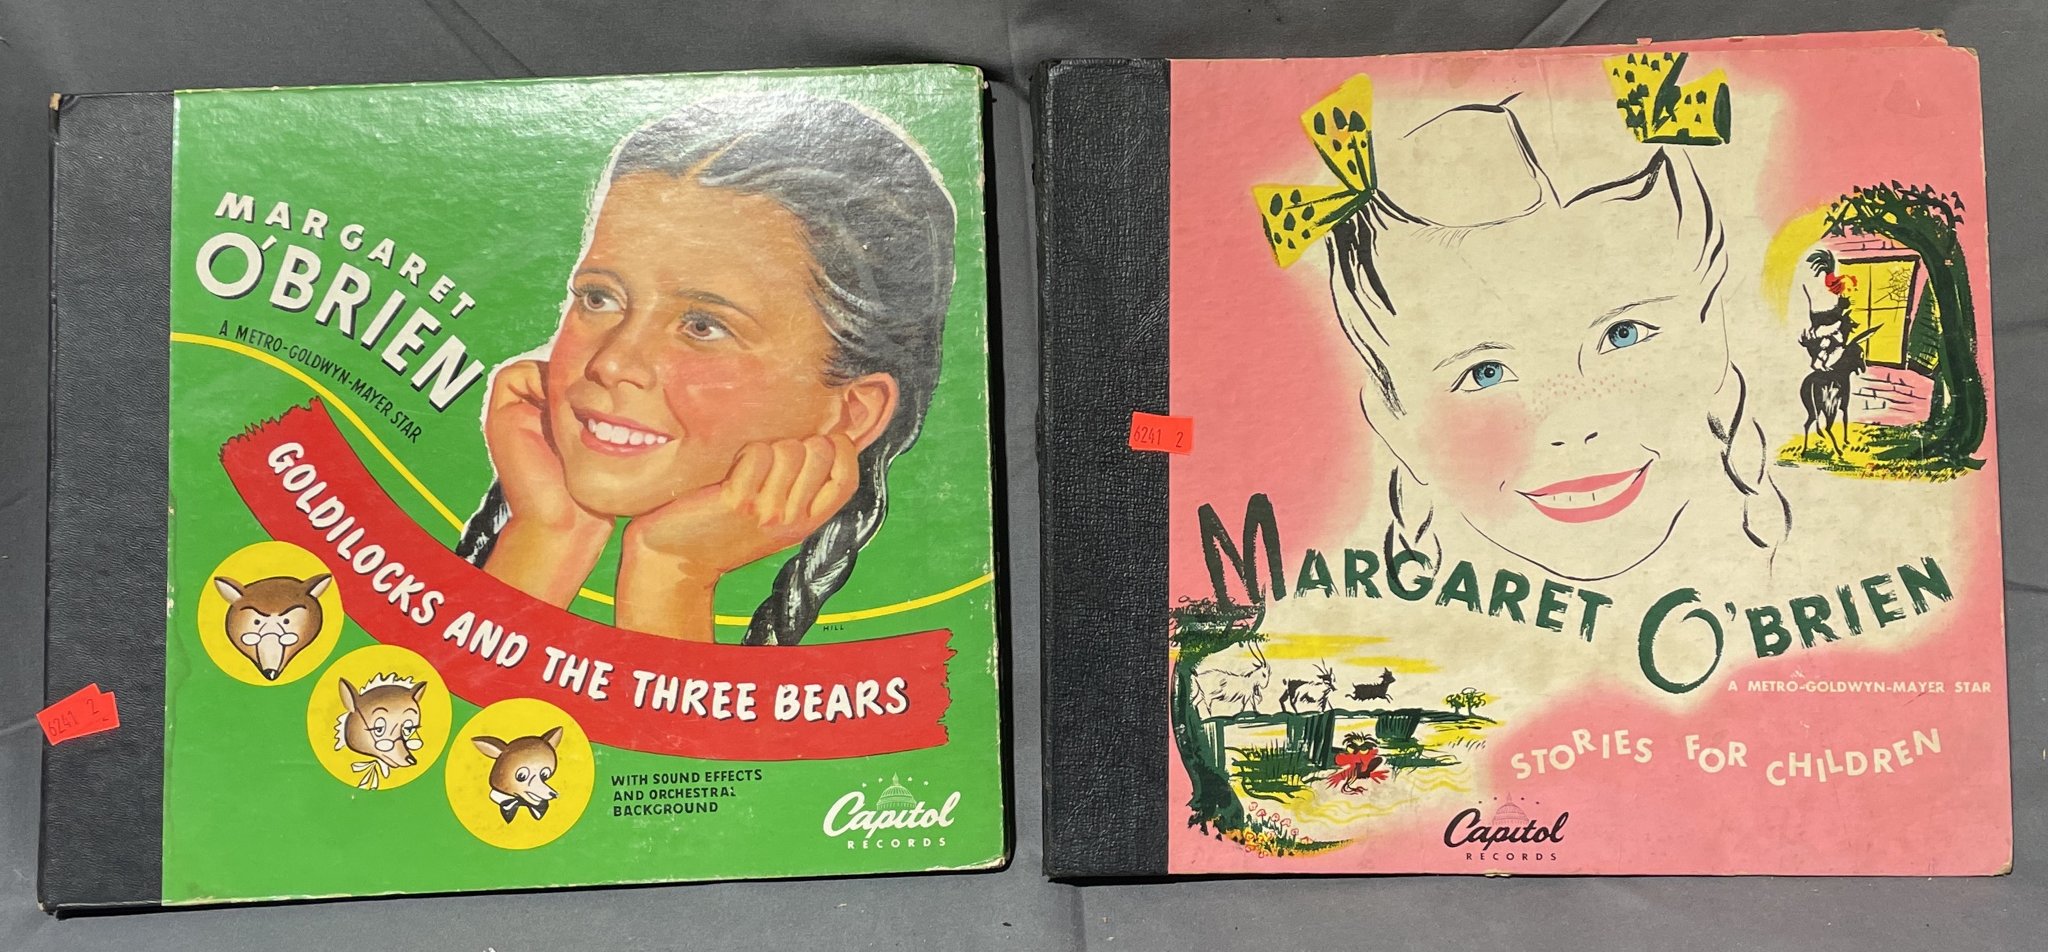 MARGARET
O'BRIEN
A METRO-GOLDWYN-MAYER STAR
GOLDILOCKS AND THE THREE BEARS
HILL
WITH SOUND EFFECTS
AND ORCHESTRAL
BACKGROUND
Capitol
RECORDS
6241 2
6241 2
MARGARET O'BRIEN
A METRO-GOLDWYN-MAYER STAR
STORIES FOR CHILDREN
Capitol
RECORDS